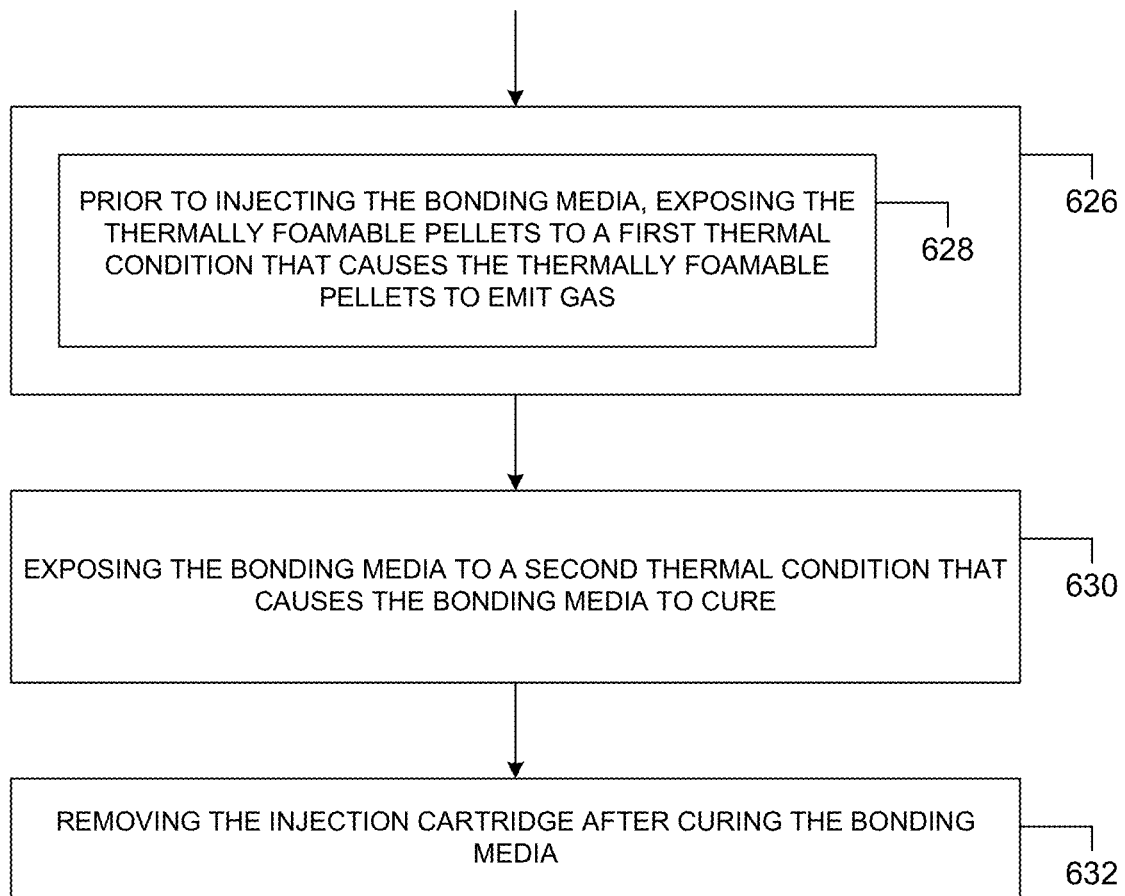 PRIOR TO INJECTING THE BONDING MEDIA, EXPOSING THE
THERMALLY FOAMABLE PELLETS TO A FIRST THERMAL
CONDITION THAT CAUSES THE THERMALLY FOAMABLE
PELLETS TO EMIT GAS
628
626
EXPOSING THE BONDING MEDIA TO A SECOND THERMAL CONDITION THAT
CAUSES THE BONDING MEDIA TO CURE
630
REMOVING THE INJECTION CARTRIDGE AFTER CURING THE BONDING
MEDIA
632